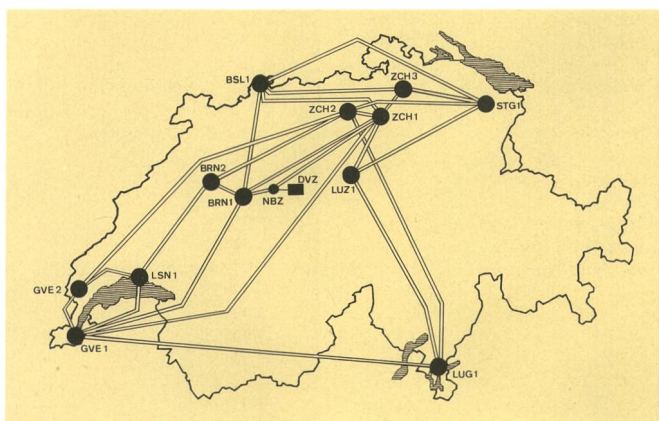 BSL1
ZCH3
ZCH2
ZCH1
STG1
BRN2
DVZ
BRN1
NBZ
LUZ1
LSN1
GVE2
GVE1
LUG1